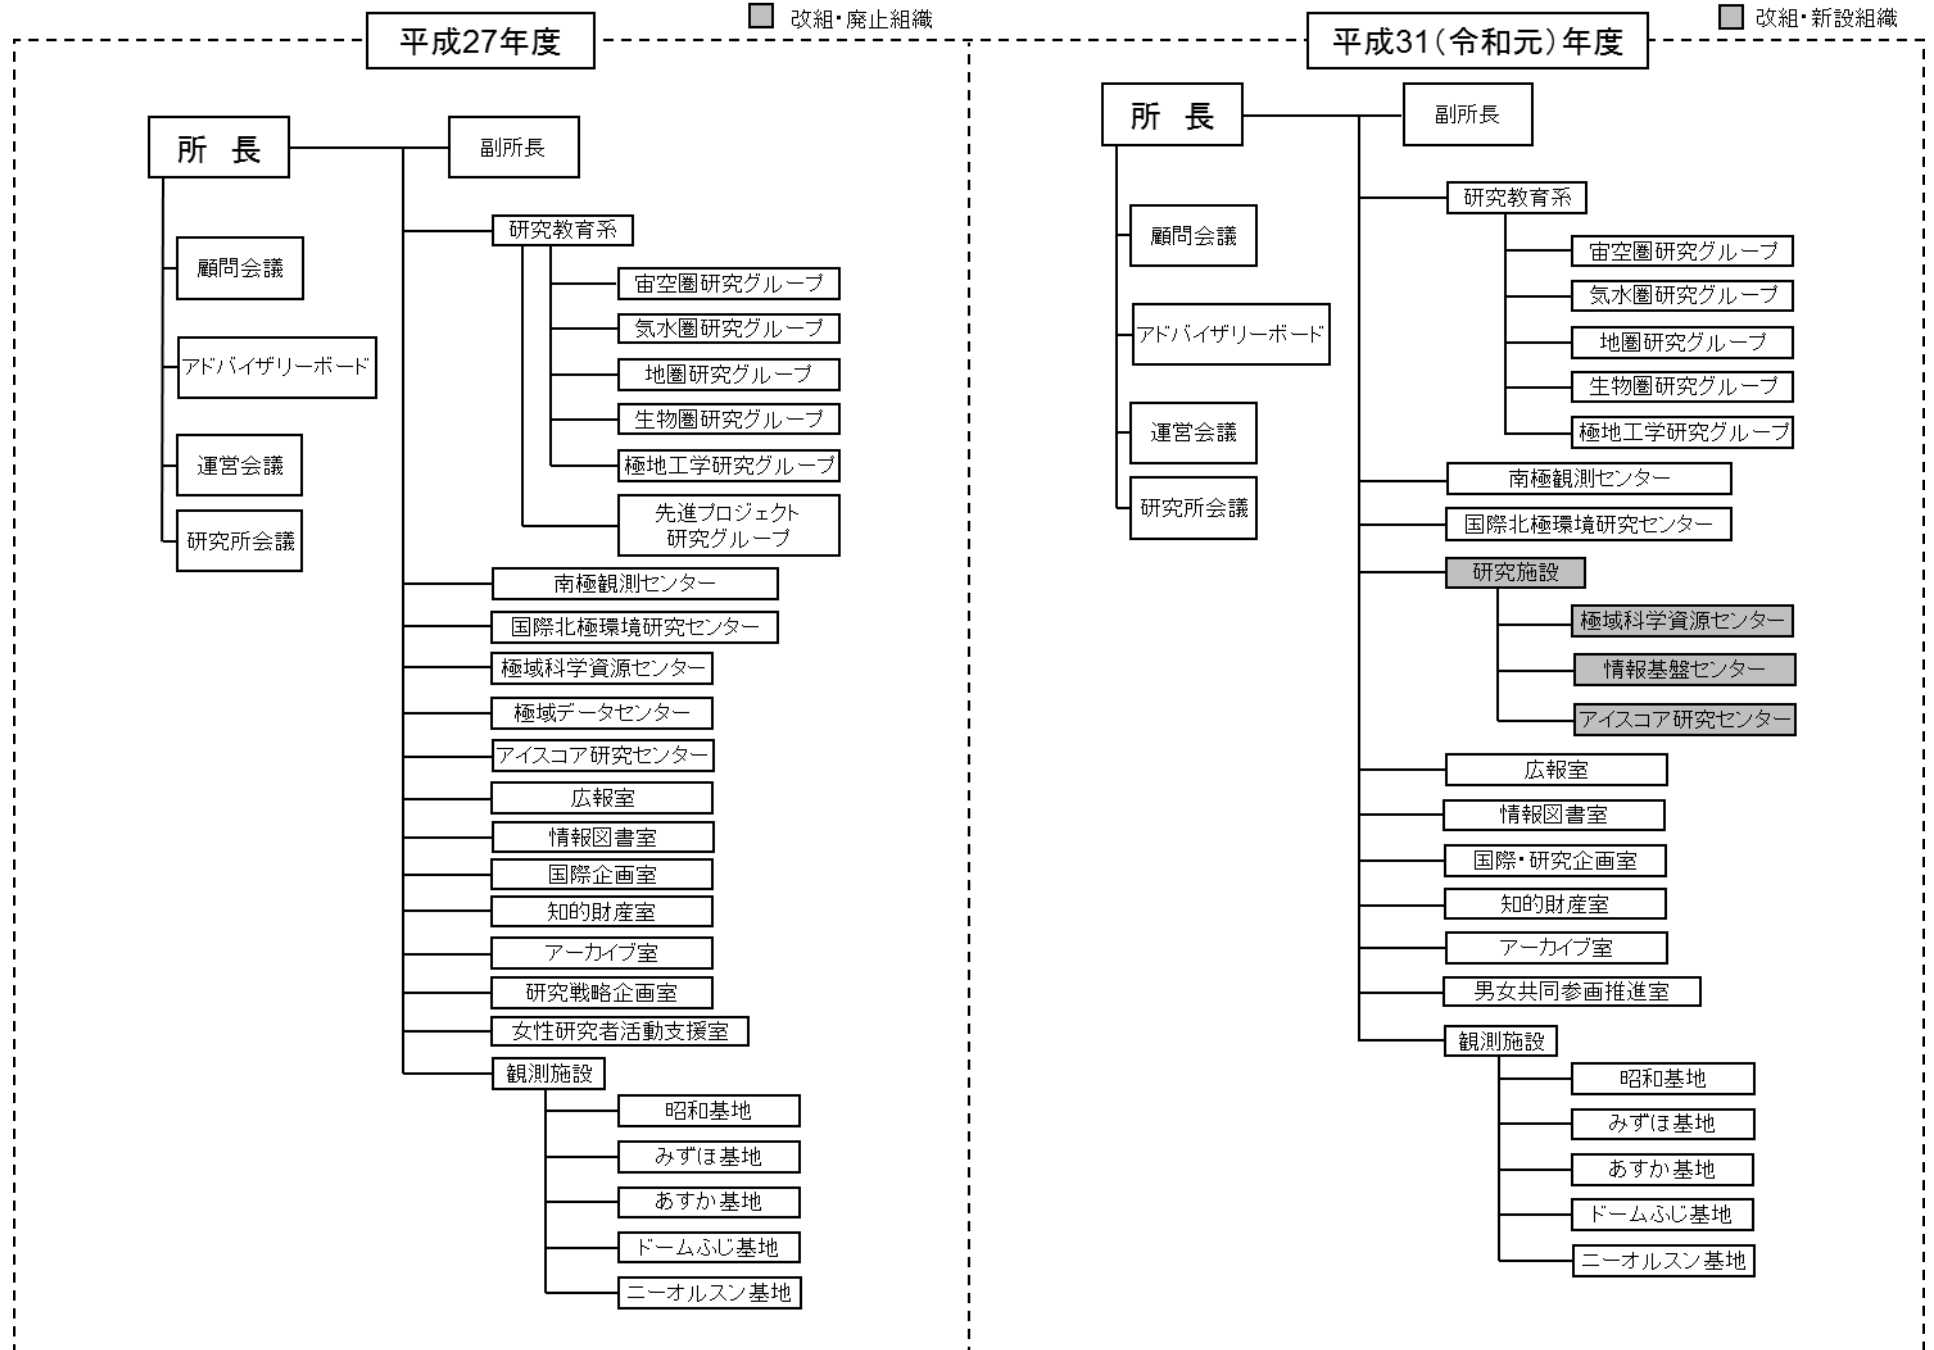 平成27年度
改組・廃止組織
所 長
副所長
顧問会議
アドバイザリーボード
運営会議
研究所会議
研究教育系
宙空圏研究グループ
気水圏研究グループ
地圏研究グループ
生物圏研究グループ
極地工学研究グループ
先進プロジェクト
研究グループ
南極観測センター
国際北極環境研究センター
極域科学資源センター
極域データセンター
アイスコア研究センター
広報室
情報図書室
国際企画室
知的財産室
アーカイブ室
研究戦略企画室
女性研究者活動支援室
観測施設
昭和基地
みずほ基地
あすか基地
ドームふじ基地
ニーオルスン基地
平成31(令和元)年度
改組・新設組織
所 長
副所長
顧問会議
アドバイザリーボード
運営会議
研究所会議
研究教育系
宙空圏研究グループ
気水圏研究グループ
地圏研究グループ
生物圏研究グループ
極地工学研究グループ
南極観測センター
国際北極環境研究センター
研究施設
極域科学資源センター
情報基盤センター
アイスコア研究センター
広報室
情報図書室
国際・研究企画室
知的財産室
アーカイブ室
男女共同参画推進室
観測施設
昭和基地
みずほ基地
あすか基地
ドームふじ基地
ニーオルスン基地